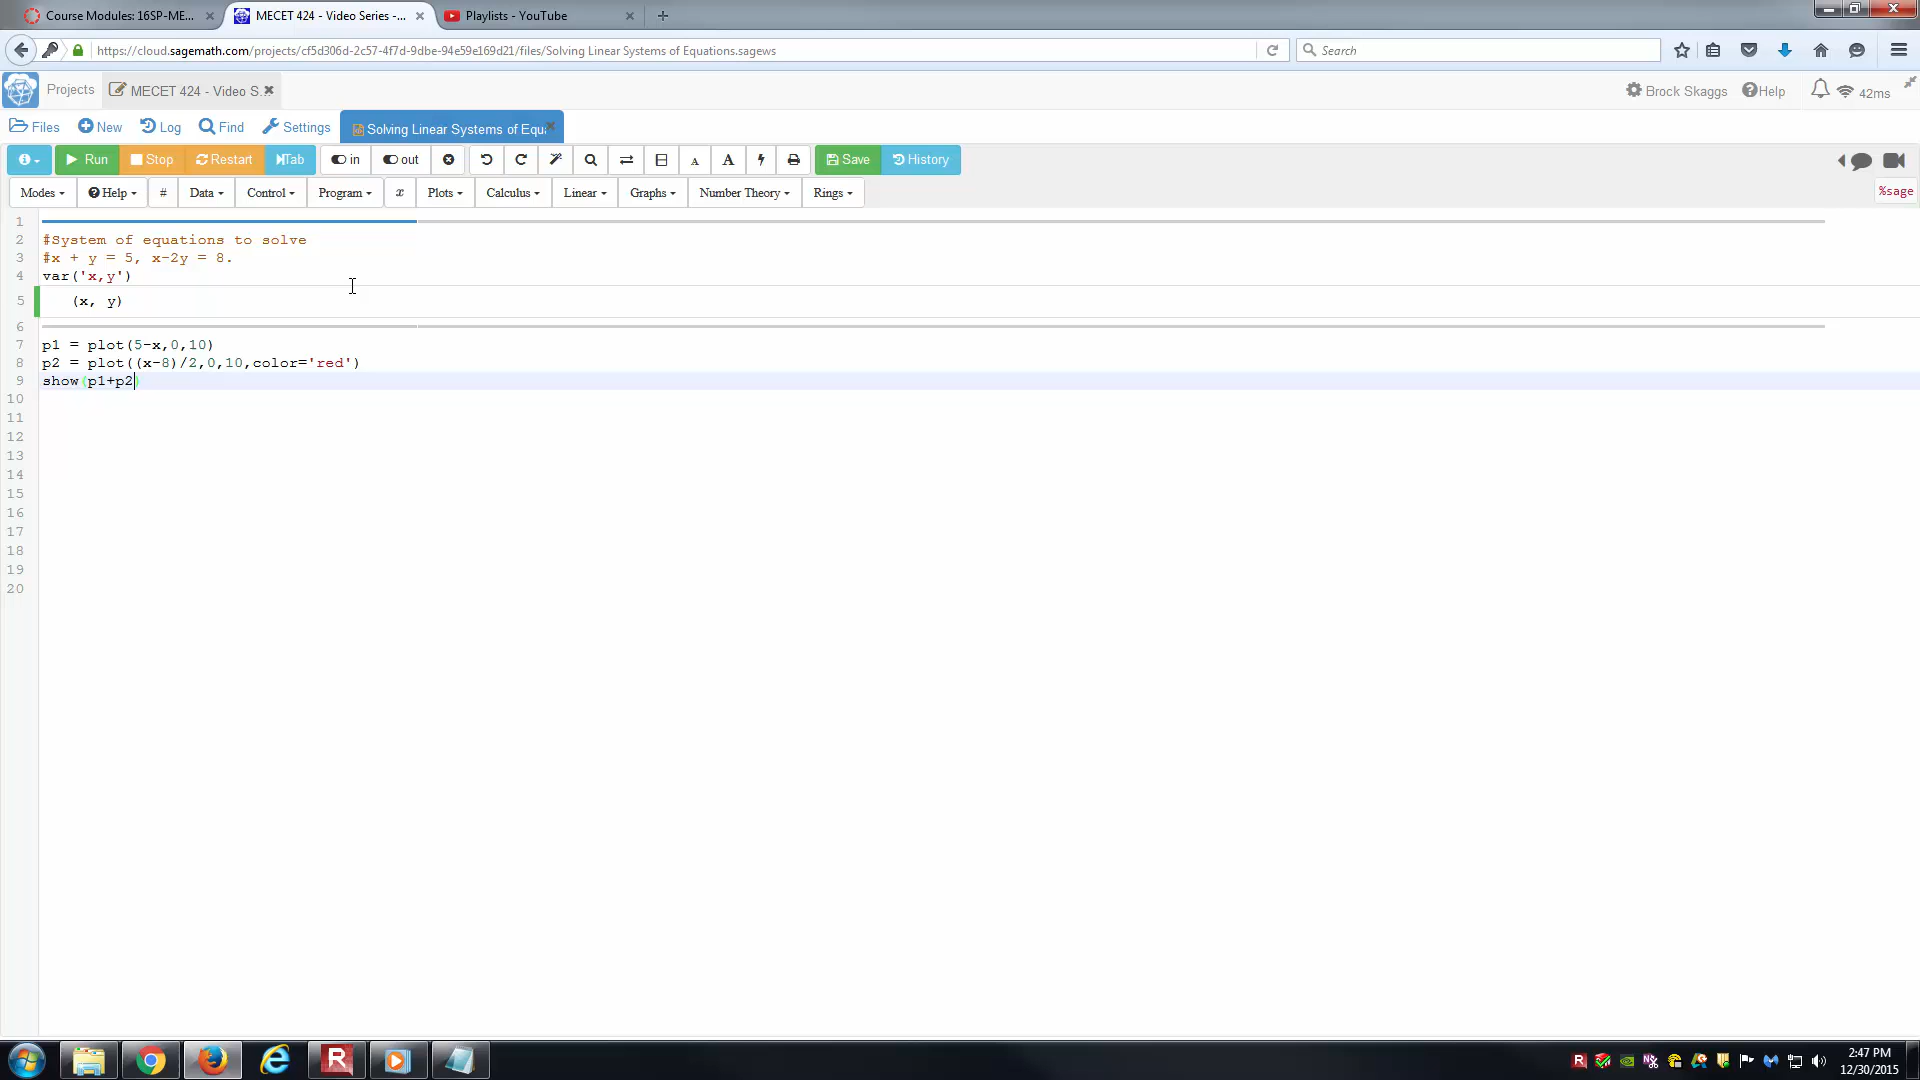 Course Modules: 16SP-ME...
MECET 424 - Video Series -...
Playlists - YouTube
https://cloud.sagemath.com/projects/cf5d306d-2c57-4f7d-9dbe-94e59e169d21/files/Solving Linear Systems of Equations.sagews
Search
Projects
MECET 424 - Video S...
Brock Skaggs
Help
42ms
Files
New
Log
Find
Settings
Solving Linear Systems of Equa
Run
Stop
Restart
Tab
in
out
A
A
Save
History
Modes
Help
#
Data
Control
Program
x
Plots
Calculus
Linear
Graphs
Number Theory
Rings
%sage
1
2 #System of equations to solve
3 #x + y = 5, x-2y = 8.
4 var('x,y')
5 (x, y)
6
7 p1 = plot(5-x,0,10)
8 p2 = plot((x-8)/2,0,10,color='red')
9 show(p1+p2)
10
11
12
13
14
15
16
17
18
19
20
2:47 PM
12/30/2015